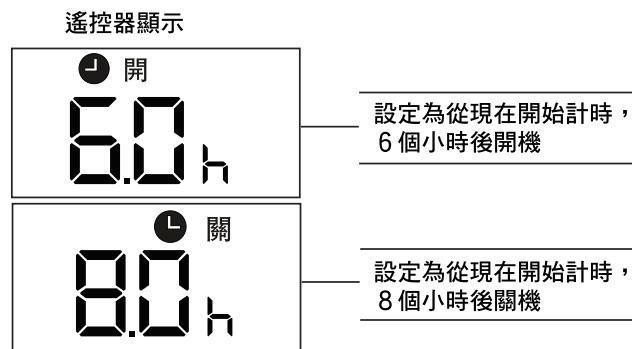 遙控器顯示
開
6.0 h
設定為從現在開始計時，
6 個小時後開機
關
8.0 h
設定為從現在開始計時，
8 個小時後關機